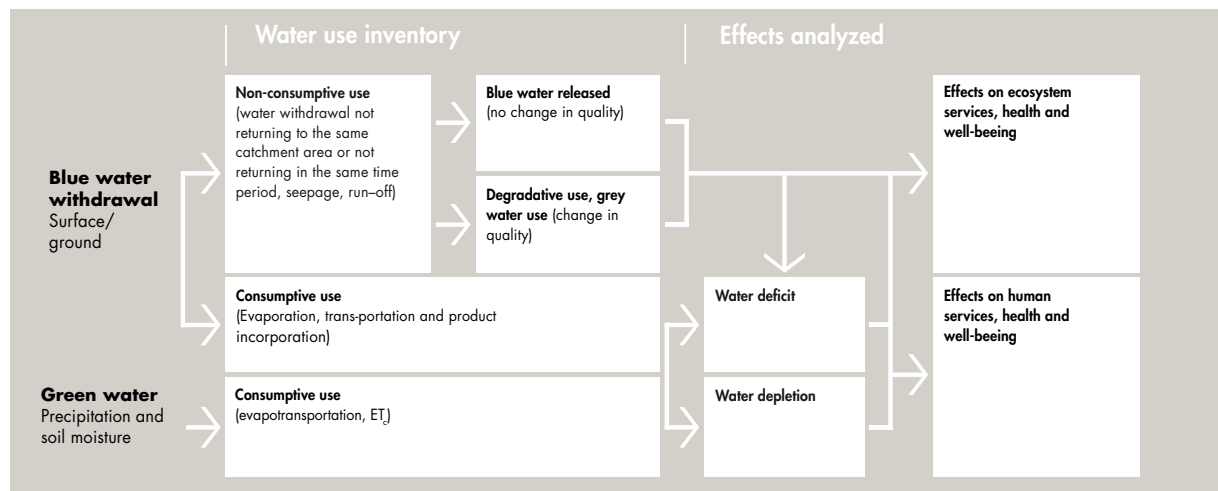 Water use inventory
Effects analyzed
Blue water
withdrawal
Surface/
ground
Non-consumptive use
(water withdrawal not
returning to the same
catchment area or not
returning in the same time
period, seepage, run–off)
Blue water released
(no change in quality)
Degradative use, grey
water use (change in
quality)
Consumptive use
(Evaporation, trans-portation and product
incorporation)
Green water
Precipitation and
soil moisture
Consumptive use
(evapotransportation, ETc)
Water deficit
Water depletion
Effects on ecosystem
services, health and
well-beeing
Effects on human
services, health and
well-beeing